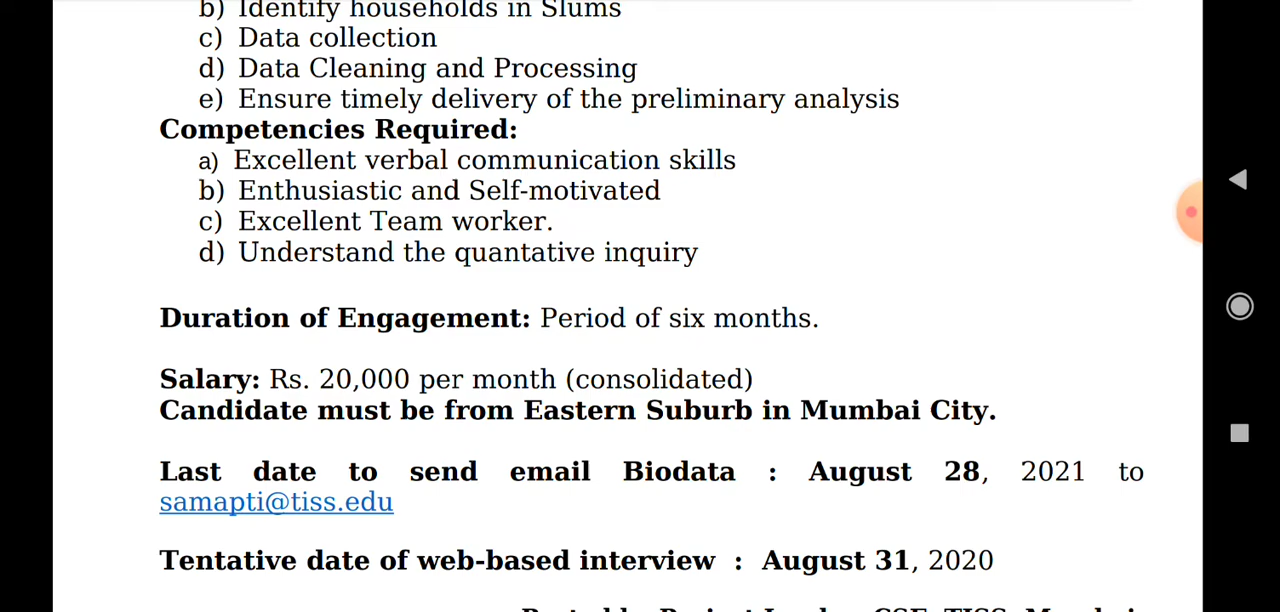 b) Identify households in Slums
c) Data collection
d) Data Cleaning and Processing
e) Ensure timely delivery of the preliminary analysis
Competencies Required:
a) Excellent verbal communication skills
b) Enthusiastic and Self-motivated
c) Excellent Team worker.
d) Understand the quantative inquiry
Duration of Engagement: Period of six months.
Salary: Rs. 20,000 per month (consolidated)
Candidate must be from Eastern Suburb in Mumbai City.
Last date to send email Biodata : August 28, 2021 to
samapti@tiss.edu
Tentative date of web-based interview : August 31, 2020